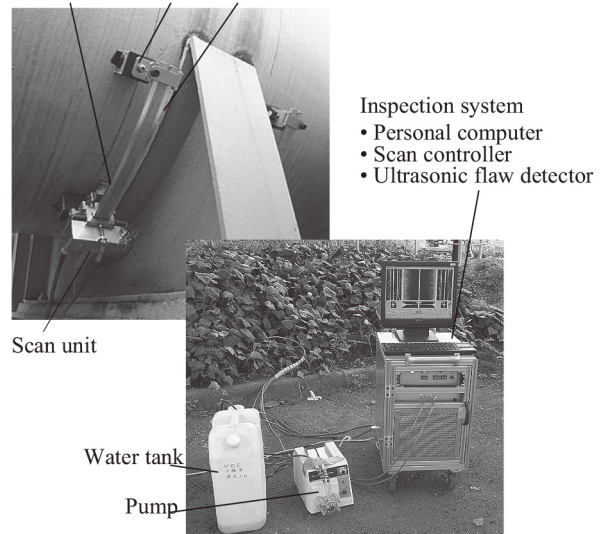 Inspection system
• Personal computer
• Scan controller
• Ultrasonic flaw detector
Scan unit
Water tank
Pump